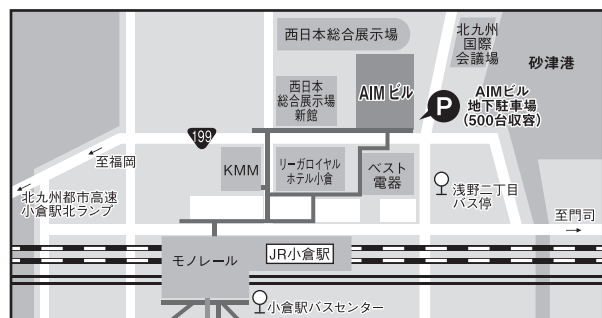 西日本総合展示場
北九州
国際
会議場
砂津港
西日本
総合展示場
新館
AIMビル
P
AIMビル
地下駐車場
(500台収容)
199
至福岡
KMM
リーガロイヤル
ホテル小倉
ベスト
電器
浅野二丁目
バス停
北九州都市高速
小倉駅北ランプ
至門司
モノレール
JR小倉駅
小倉駅バスセンター